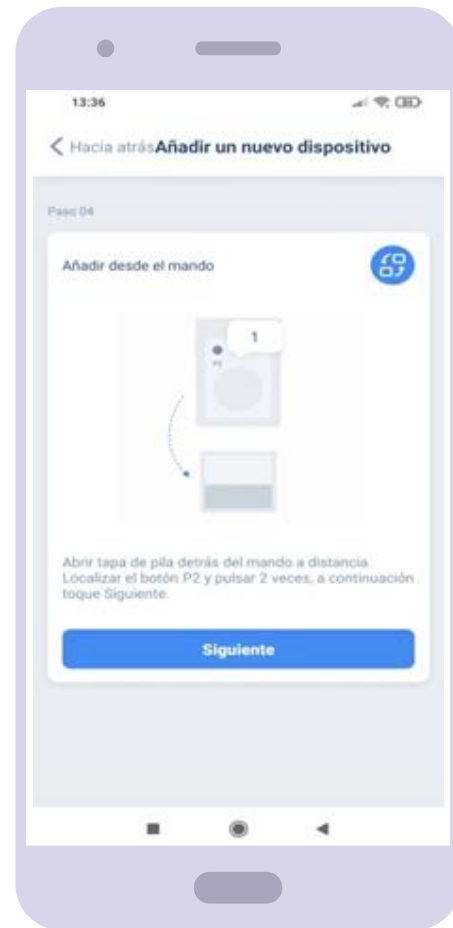 13:36
Hacia atrás Añadir un nuevo dispositivo
Paso 04
Añadir desde el mando
1
P2
Abrir tapa de pila detrás del mando a distancia.
Localizar el botón P2 y pulsar 2 veces, a continuación
toque Siguiente.
Siguiente